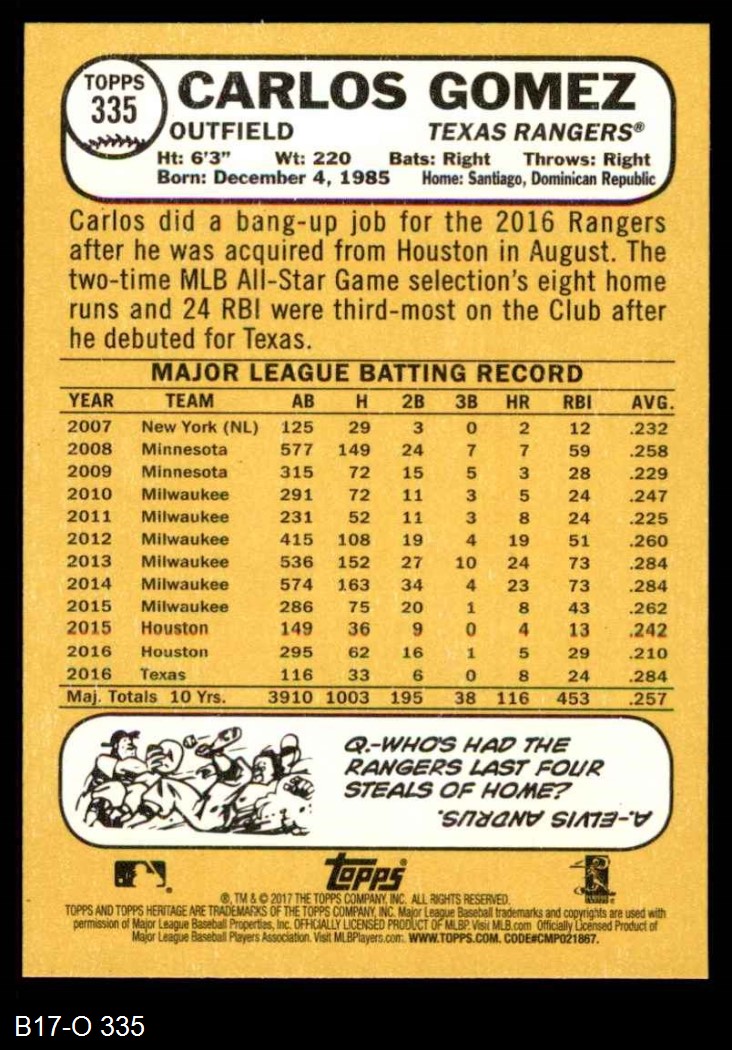 TOPPS
335
CARLOS GOMEZ
OUTFIELD TEXAS RANGERS®
Ht: 6'3" Wt: 220 Bats: Right Throws: Right
Born: December 4, 1985 Home: Santiago, Dominican Republic
Carlos did a bang-up job for the 2016 Rangers
after he was acquired from Houston in August. The
two-time MLB All-Star Game selection's eight home
runs and 24 RBI were third-most on the Club after
he debuted for Texas.
MAJOR LEAGUE BATTING RECORD
YEAR TEAM AB H 2B 3B HR RBI AVG.
2007 New York (NL) 125 29 3 0 2 12 .232
2008 Minnesota 577 149 24 7 7 59 .258
2009 Minnesota 315 72 15 5 3 28 .229
2010 Milwaukee 291 72 11 3 5 24 .247
2011 Milwaukee 231 52 11 3 8 24 .225
2012 Milwaukee 415 108 19 4 19 51 .260
2013 Milwaukee 536 152 27 10 24 73 .284
2014 Milwaukee 574 163 34 4 23 73 .284
2015 Milwaukee 286 75 20 1 8 43 .262
2015 Houston 149 36 9 0 4 13 .242
2016 Houston 295 62 16 1 5 29 .210
2016 Texas 116 33 6 0 8 24 .284
Maj. Totals 10 Yrs. 3910 1003 195 38 116 453 .257
Q.-WHO'S HAD THE
RANGERS LAST FOUR
STEALS OF HOME?
A.-ELVIS ANDRUS.
topps®
®, TM & © 2017 THE TOPPS COMPANY, INC. ALL RIGHTS RESERVED.
TOPPS AND TOPPS HERITAGE ARE TRADEMARKS OF THE TOPPS COMPANY, INC. Major League Baseball trademarks and copyrights are used with
permission of Major League Baseball Properties, Inc. OFFICIALLY LICENSED PRODUCT OF MLBP. Visit MLB.com Officially Licensed Product of
Major League Baseball Players Association. Visit MLBPlayers.com. WWW.TOPPS.COM. CODE#CMP021867.
B17-O 335